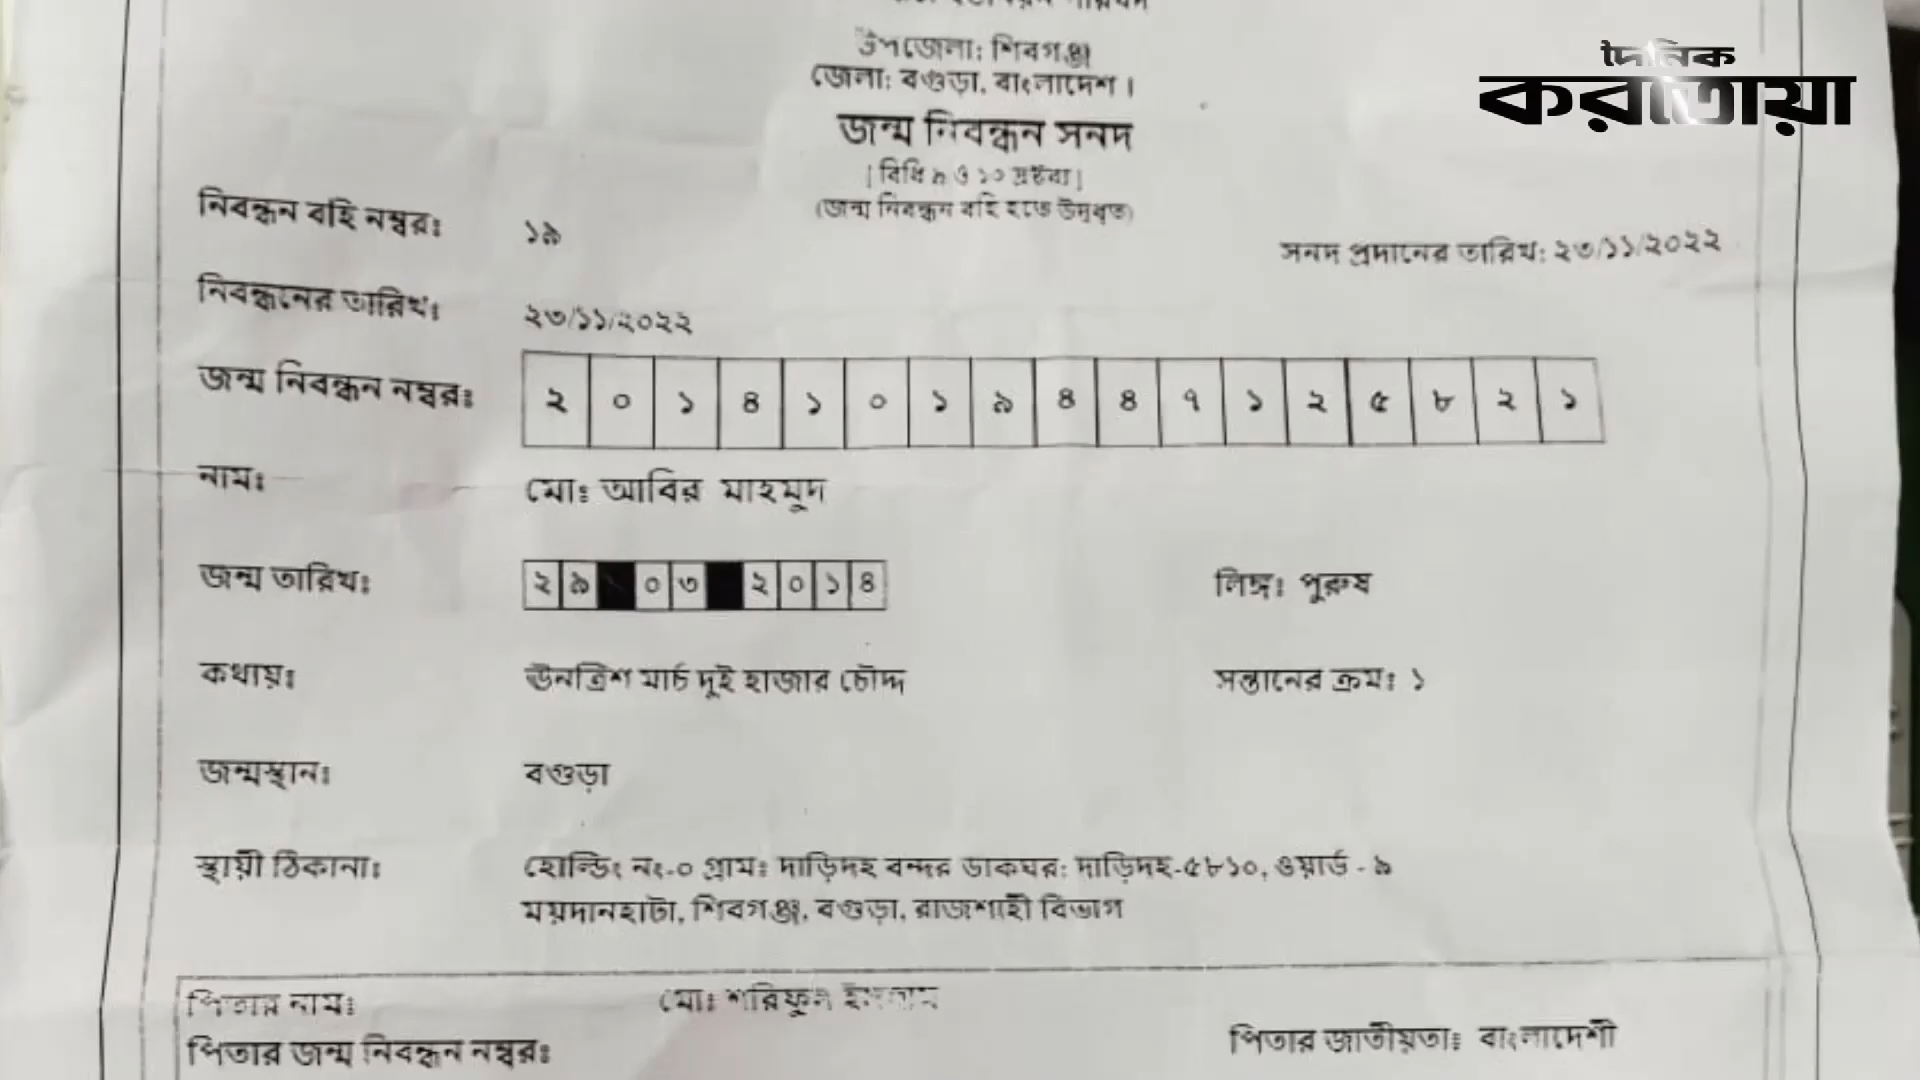 উপজেলা: শিবগঞ্জ
জেলা: বগুড়া, বাংলাদেশ।
দৈনিক
করতোয়া
জন্ম নিবন্ধন সনদ
[বিধি ৯ ও ১০ দ্রষ্টব্য]
(জন্ম নিবন্ধন বহি হতে উদ্ধৃত)
নিবন্ধন বহি নম্বরঃ ১৯
সনদ প্রদানের তারিখ: ২৩/১১/২০২২
নিবন্ধনের তারিখঃ ২৩/১১/২০২২
জন্ম নিবন্ধন নম্বরঃ ২ ০ ১ ৪ ১ ০ ১ ৯ ৪ ৪ ৭ ১ ২ ৫ ৮ ২ ১
নামঃ মোঃ আবির মাহমুদ
জন্ম তারিখঃ ২ ৯ ০ ৩ ২ ০ ১ ৪ লিঙ্গঃ পুরুষ
কথায়ঃ ঊনত্রিশ মার্চ দুই হাজার চৌদ্দ সন্তানের ক্রমঃ ১
জন্মস্থানঃ বগুড়া
স্থায়ী ঠিকানাঃ হোল্ডিং নং-০ গ্রামঃ দাড়িদহ বন্দর ডাকঘর: দাড়িদহ-৫৮১০, ওয়ার্ড - ৯
ময়দানহাটা, শিবগঞ্জ, বগুড়া, রাজশাহী বিভাগ
পিতার নামঃ মোঃ শরিফুল ইসলাম
পিতার জন্ম নিবন্ধন নম্বরঃ পিতার জাতীয়তাঃ বাংলাদেশী